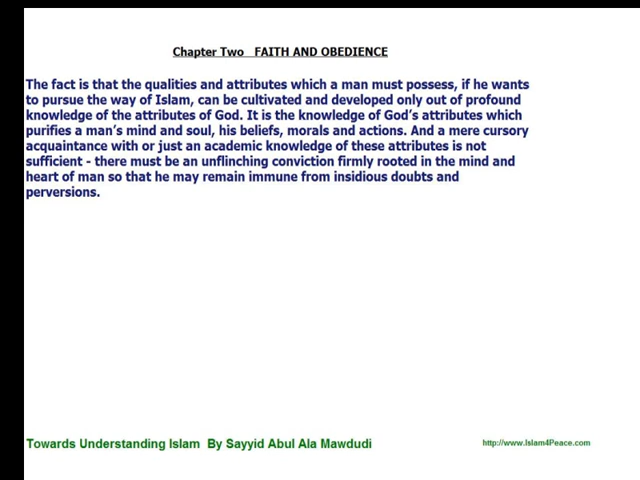 Chapter Two FAITH AND OBEDIENCE
The fact is that the qualities and attributes which a man must possess, if he wants
to pursue the way of Islam, can be cultivated and developed only out of profound
knowledge of the attributes of God. It is the knowledge of God's attributes which
purifies a man's mind and soul, his beliefs, morals and actions. And a mere cursory
acquaintance with or just an academic knowledge of these attributes is not
sufficient - there must be an unflinching conviction firmly rooted in the mind and
heart of man so that he may remain immune from insidious doubts and
perversions.
Towards Understanding Islam By Sayyid Abul Ala Mawdudi
http://www.Islam4Peace.com